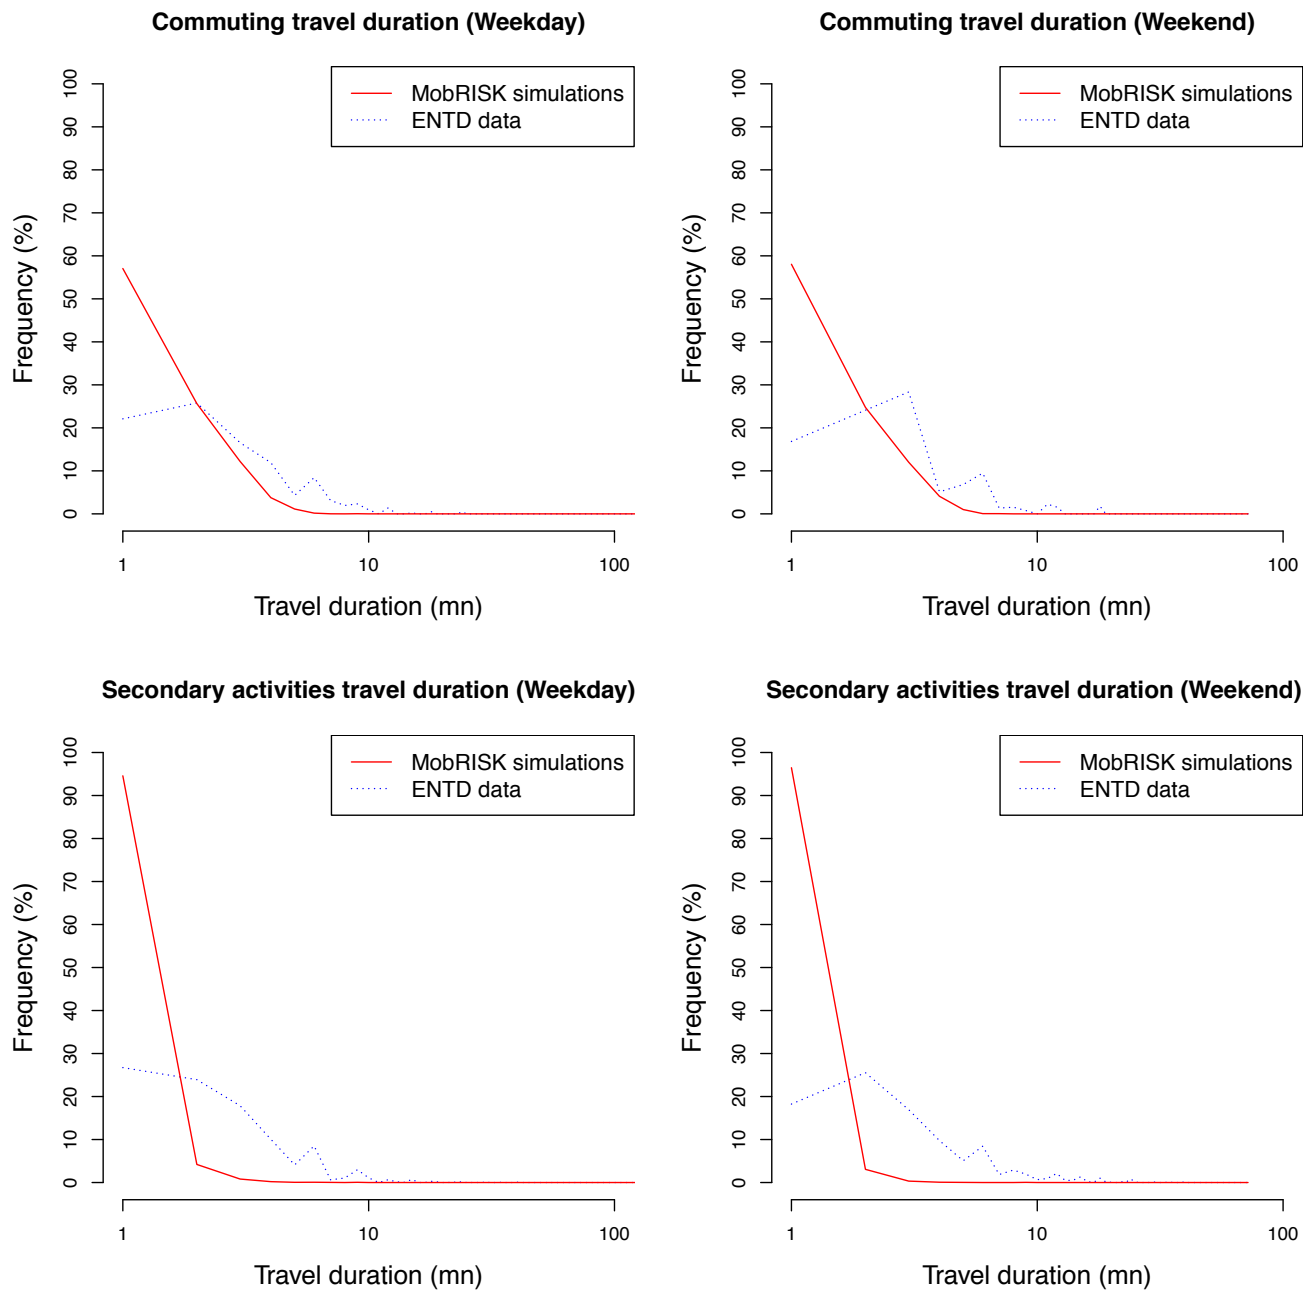 Commuting travel duration (Weekday)
MobRISK simulations
ENTD data
Frequency (%)
100
90
80
70
60
50
40
30
20
10
0
1 10 100
Travel duration (mn)
Commuting travel duration (Weekend)
MobRISK simulations
ENTD data
Frequency (%)
100
90
80
70
60
50
40
30
20
10
0
1 10 100
Travel duration (mn)
Secondary activities travel duration (Weekday)
MobRISK simulations
ENTD data
Frequency (%)
100
90
80
70
60
50
40
30
20
10
0
1 10 100
Travel duration (mn)
Secondary activities travel duration (Weekend)
MobRISK simulations
ENTD data
Frequency (%)
100
90
80
70
60
50
40
30
20
10
0
1 10 100
Travel duration (mn)